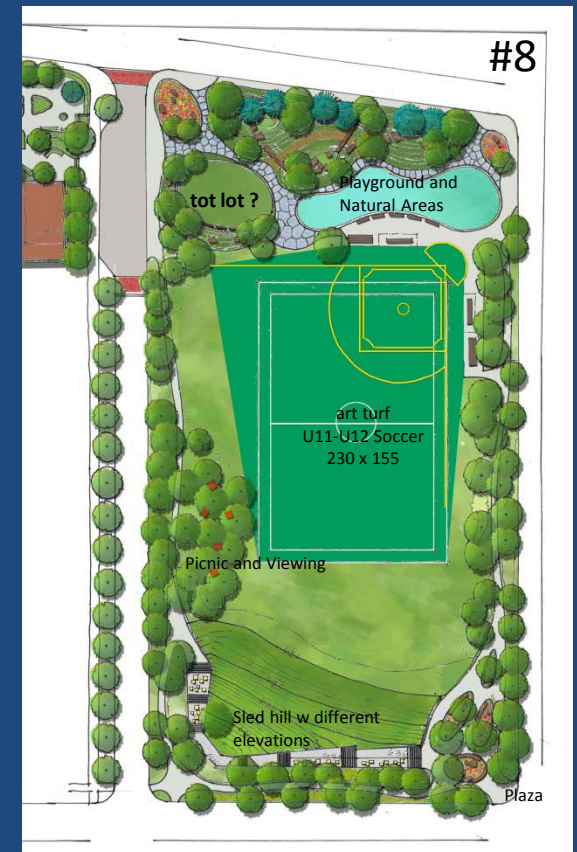 #8
tot lot ?
Playground and
Natural Areas
art turf
U11-U12 Soccer
230 x 155
Picnic and Viewing
Sled hill w different
elevations
Plaza